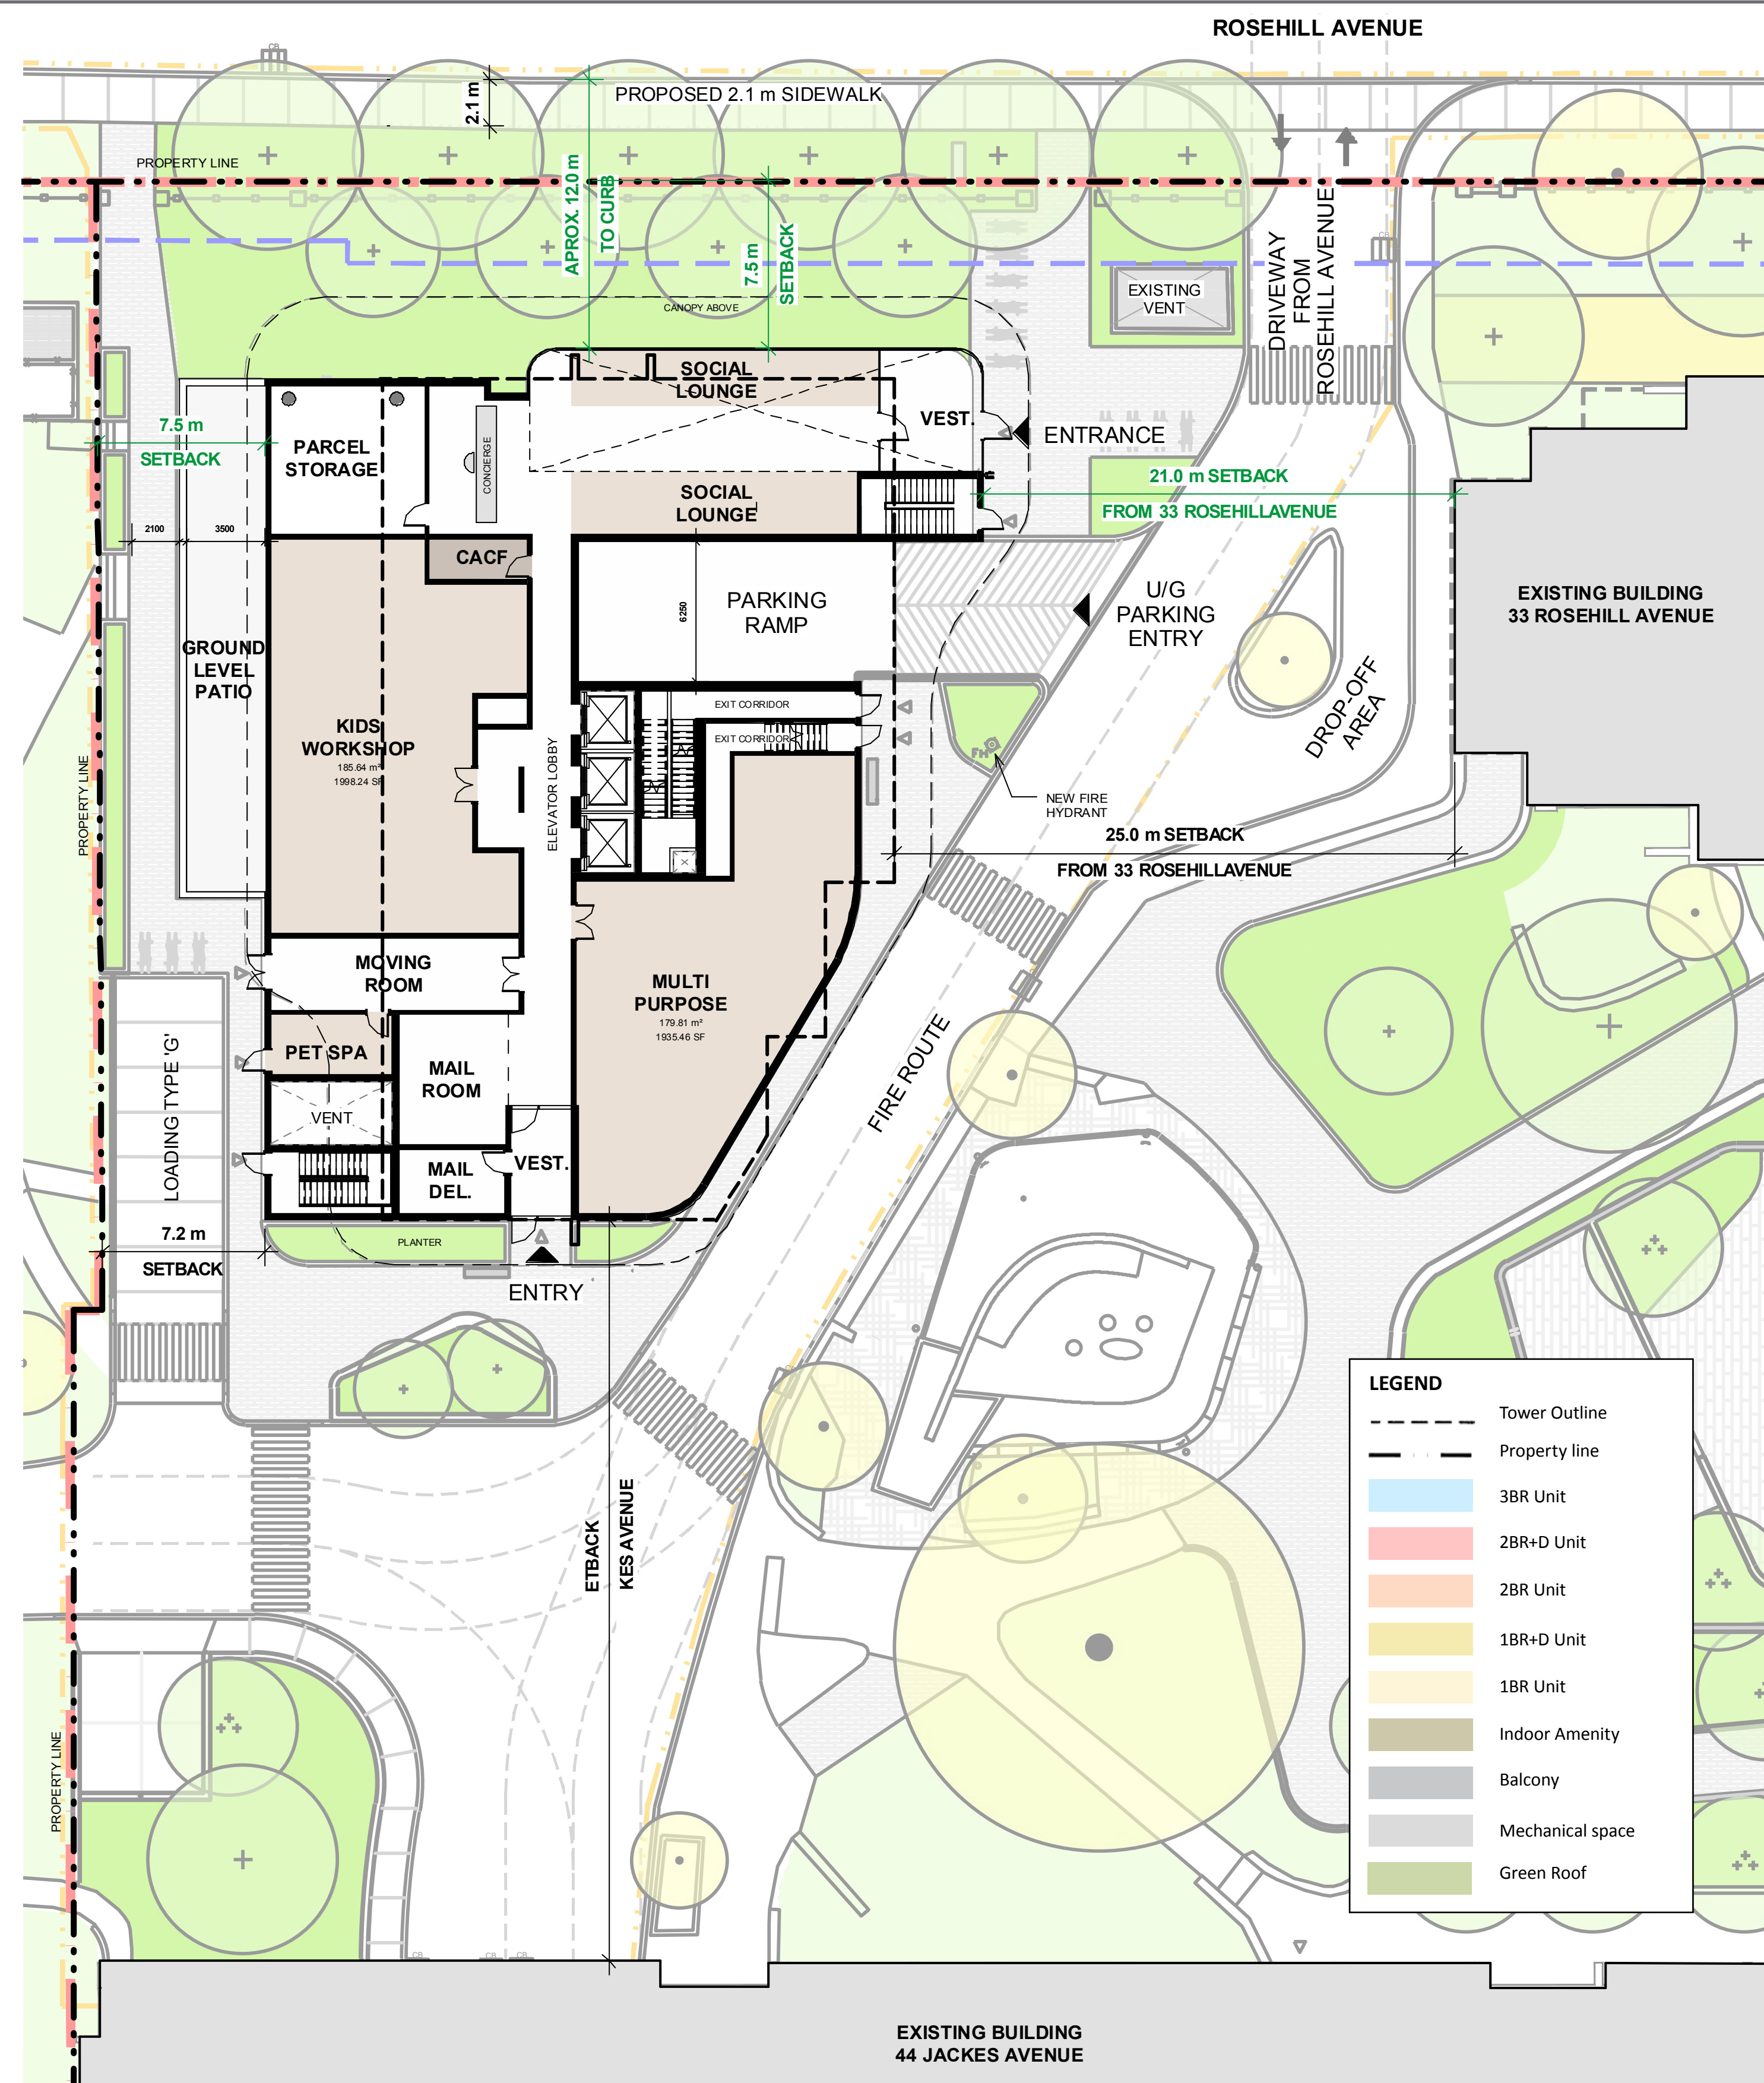 ROSEHILL AVENUE
CB
2.1 m
PROPOSED 2.1 m SIDEWALK
PROPERTY LINE
APROX. 12.0 m
TO CURB
7.5 m
SETBACK
DRIVEWAY
FROM
ROSEHILL AVENUE
CB
EXISTING
VENT
CANOPY ABOVE
SOCIAL
LOUNGE
VEST.
ENTRANCE
7.5 m
SETBACK
PARCEL
STORAGE
CONCIERGE
SOCIAL
LOUNGE
21.0 m SETBACK
FROM 33 ROSEHILLAVENUE
2100
3500
CACF
6250
PARKING
RAMP
U/G
PARKING
ENTRY
EXISTING BUILDING
33 ROSEHILL AVENUE
GROUND
LEVEL
PATIO
KIDS
WORKSHOP
185.64 m²
1998.24 SF
EXIT CORRIDOR
EXIT CORRIDOR
ELEVATOR LOBBY
DROP-OFF
AREA
FH
NEW FIRE
HYDRANT
PROPERTY LINE
25.0 m SETBACK
FROM 33 ROSEHILLAVENUE
X
MOVING
ROOM
MULTI
PURPOSE
179.81 m²
1935.46 SF
PET SPA
MAIL
ROOM
VENT
LOADING TYPE 'G'
FIRE ROUTE
MAIL
DEL.
VEST.
7.2 m
SETBACK
PLANTER
ENTRY
ETBACK
KES AVENUE
PROPERTY LINE
LEGEND
Tower Outline
Property line
3BR Unit
2BR+D Unit
2BR Unit
1BR+D Unit
1BR Unit
Indoor Amenity
Balcony
Mechanical space
Green Roof
CB
CB
CB
EXISTING BUILDING
44 JACKES AVENUE